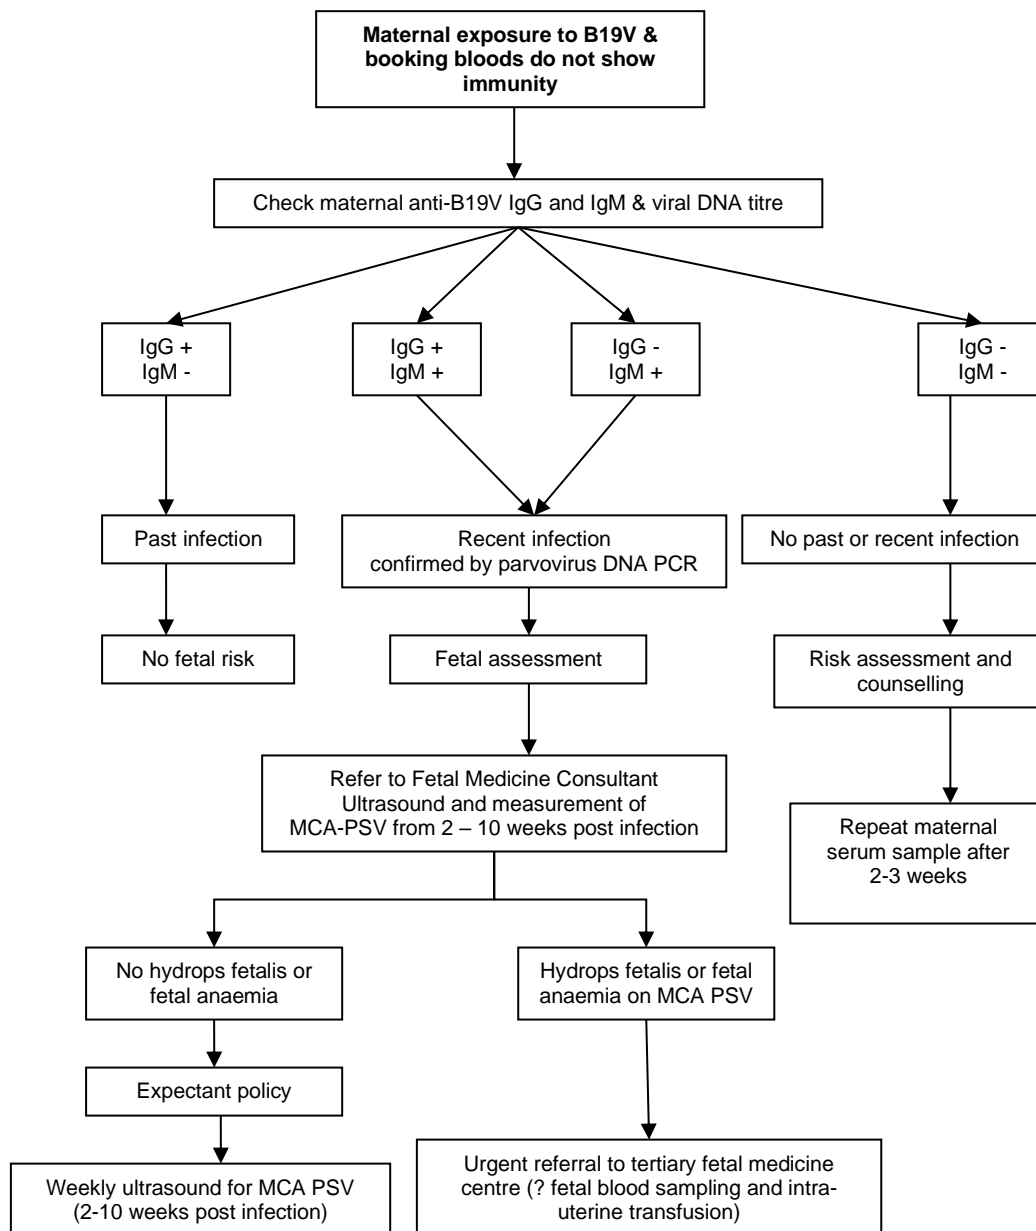 Maternal exposure to B19V &
booking bloods do not show
immunity
Check maternal anti-B19V IgG and IgM & viral DNA titre
IgG +
IgM -
IgG +
IgM +
IgG -
IgM +
IgG -
IgM -
Past infection
Recent infection
confirmed by parvovirus DNA PCR
No past or recent infection
No fetal risk
Fetal assessment
Risk assessment and
counselling
Refer to Fetal Medicine Consultant
Ultrasound and measurement of
MCA-PSV from 2 – 10 weeks post infection
Repeat maternal
serum sample after
2-3 weeks
No hydrops fetalis or
fetal anaemia
Hydrops fetalis or fetal
anaemia on MCA PSV
Expectant policy
Weekly ultrasound for MCA PSV
(2-10 weeks post infection)
Urgent referral to tertiary fetal medicine
centre (? fetal blood sampling and intra-
uterine transfusion)